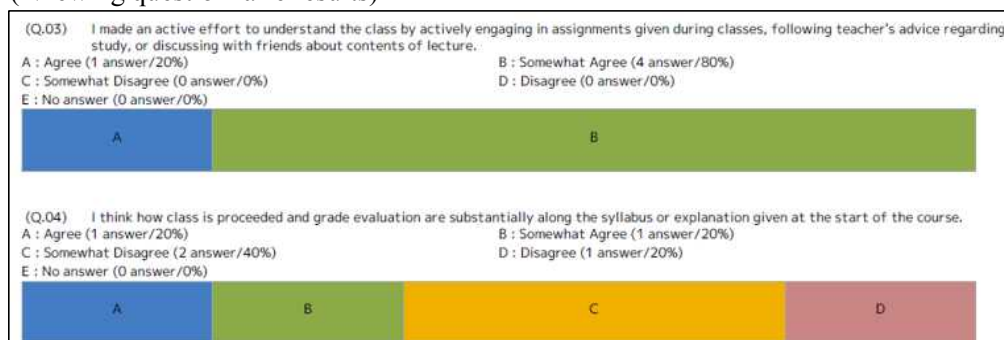 (Q.03) I made an active effort to understand the class by actively engaging in assignments given during classes, following teacher's advice regarding
study, or discussing with friends about contents of lecture.
A : Agree (1 answer/20%) B : Somewhat Agree (4 answer/80%)
C : Somewhat Disagree (0 answer/0%) D : Disagree (0 answer/0%)
E : No answer (0 answer/0%)
A B
(Q.04) I think how class is proceeded and grade evaluation are substantially along the syllabus or explanation given at the start of the course.
A : Agree (1 answer/20%) B : Somewhat Agree (1 answer/20%)
C : Somewhat Disagree (2 answer/40%) D : Disagree (1 answer/20%)
E : No answer (0 answer/0%)
A B C D